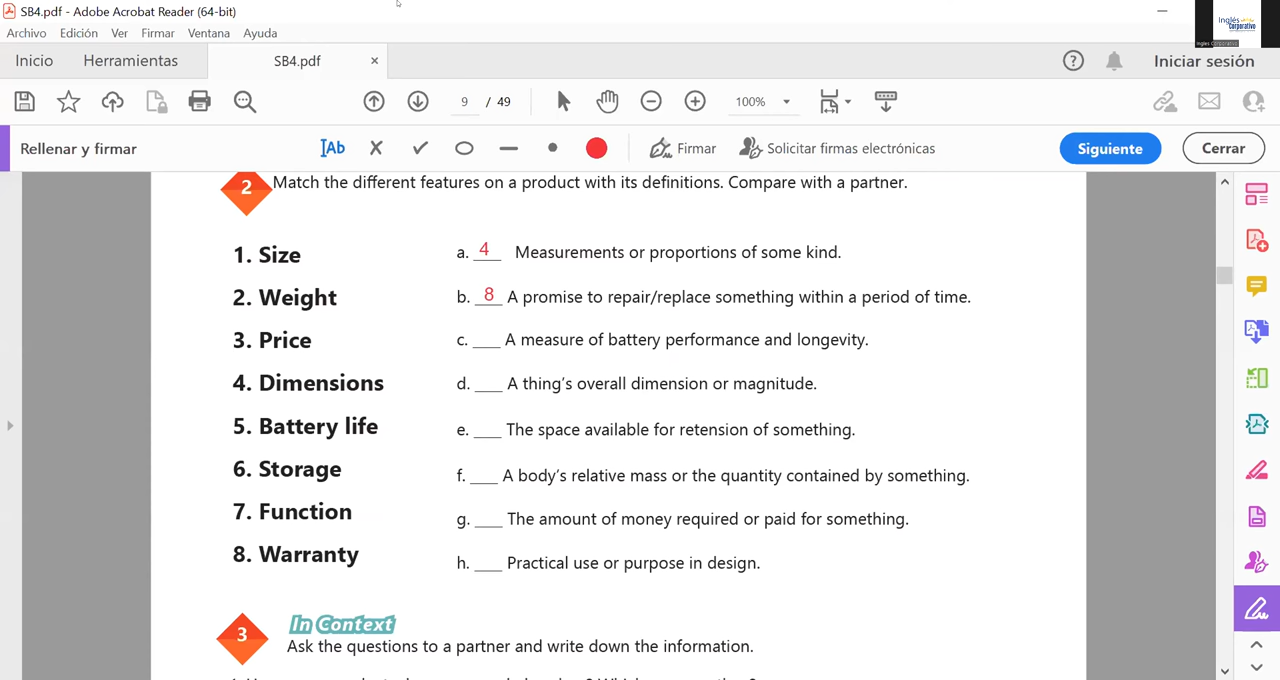 SB4.pdf - Adobe Acrobat Reader (64-bit)
Archivo Edición Ver Firmar Ventana Ayuda
Inicio Herramientas SB4.pdf × Iniciar sesión
9 / 49 100%
Rellenar y firmar Ab Firmar Solicitar firmas electrónicas Siguiente Cerrar
Inglés
Corporativo
Ingles Corporativo
2 Match the different features on a product with its definitions. Compare with a partner.
1. Size a. 4 Measurements or proportions of some kind.
2. Weight b. 8 A promise to repair/replace something within a period of time.
3. Price c. ___ A measure of battery performance and longevity.
4. Dimensions d. ___ A thing's overall dimension or magnitude.
5. Battery life e. ___ The space available for retension of something.
6. Storage f. ___ A body's relative mass or the quantity contained by something.
7. Function g. ___ The amount of money required or paid for something.
8. Warranty h. ___ Practical use or purpose in design.
3 In Context
Ask the questions to a partner and write down the information.